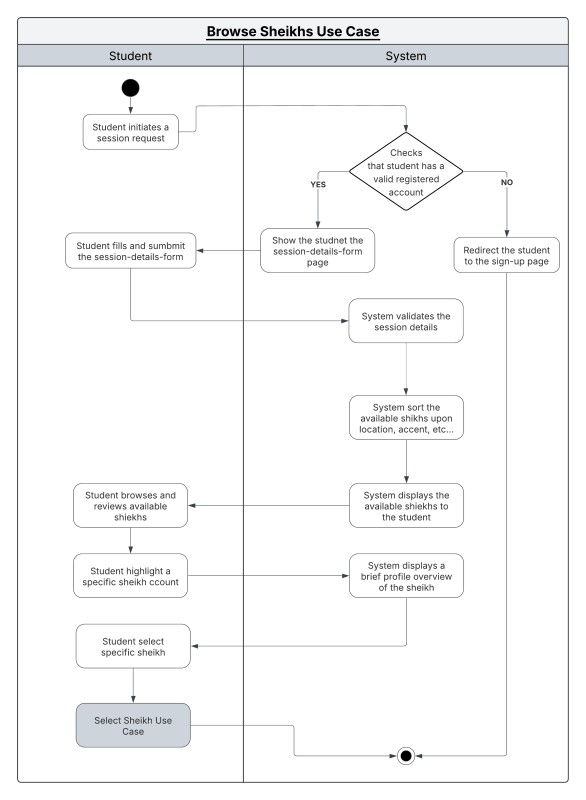 Browse Sheikhs Use Case
Student
System
Student initiates a
session request
Checks
that student has a
valid registered
account
YES
NO
Student fills and sumbmit
the session-details-form
Show the studnet the
session-details-form
page
Redirect the student
to the sign-up page
System validates the
session details
System sort the
available shikhs upon
location, accent, etc...
Student browses and
reviews available
shiekhs
System displays the
available shiekhs to
the student
Student highlight a
specific sheikh ccount
System displays a
brief profile overview
of the sheikh
Student select
specific sheikh
Select Sheikh Use
Case